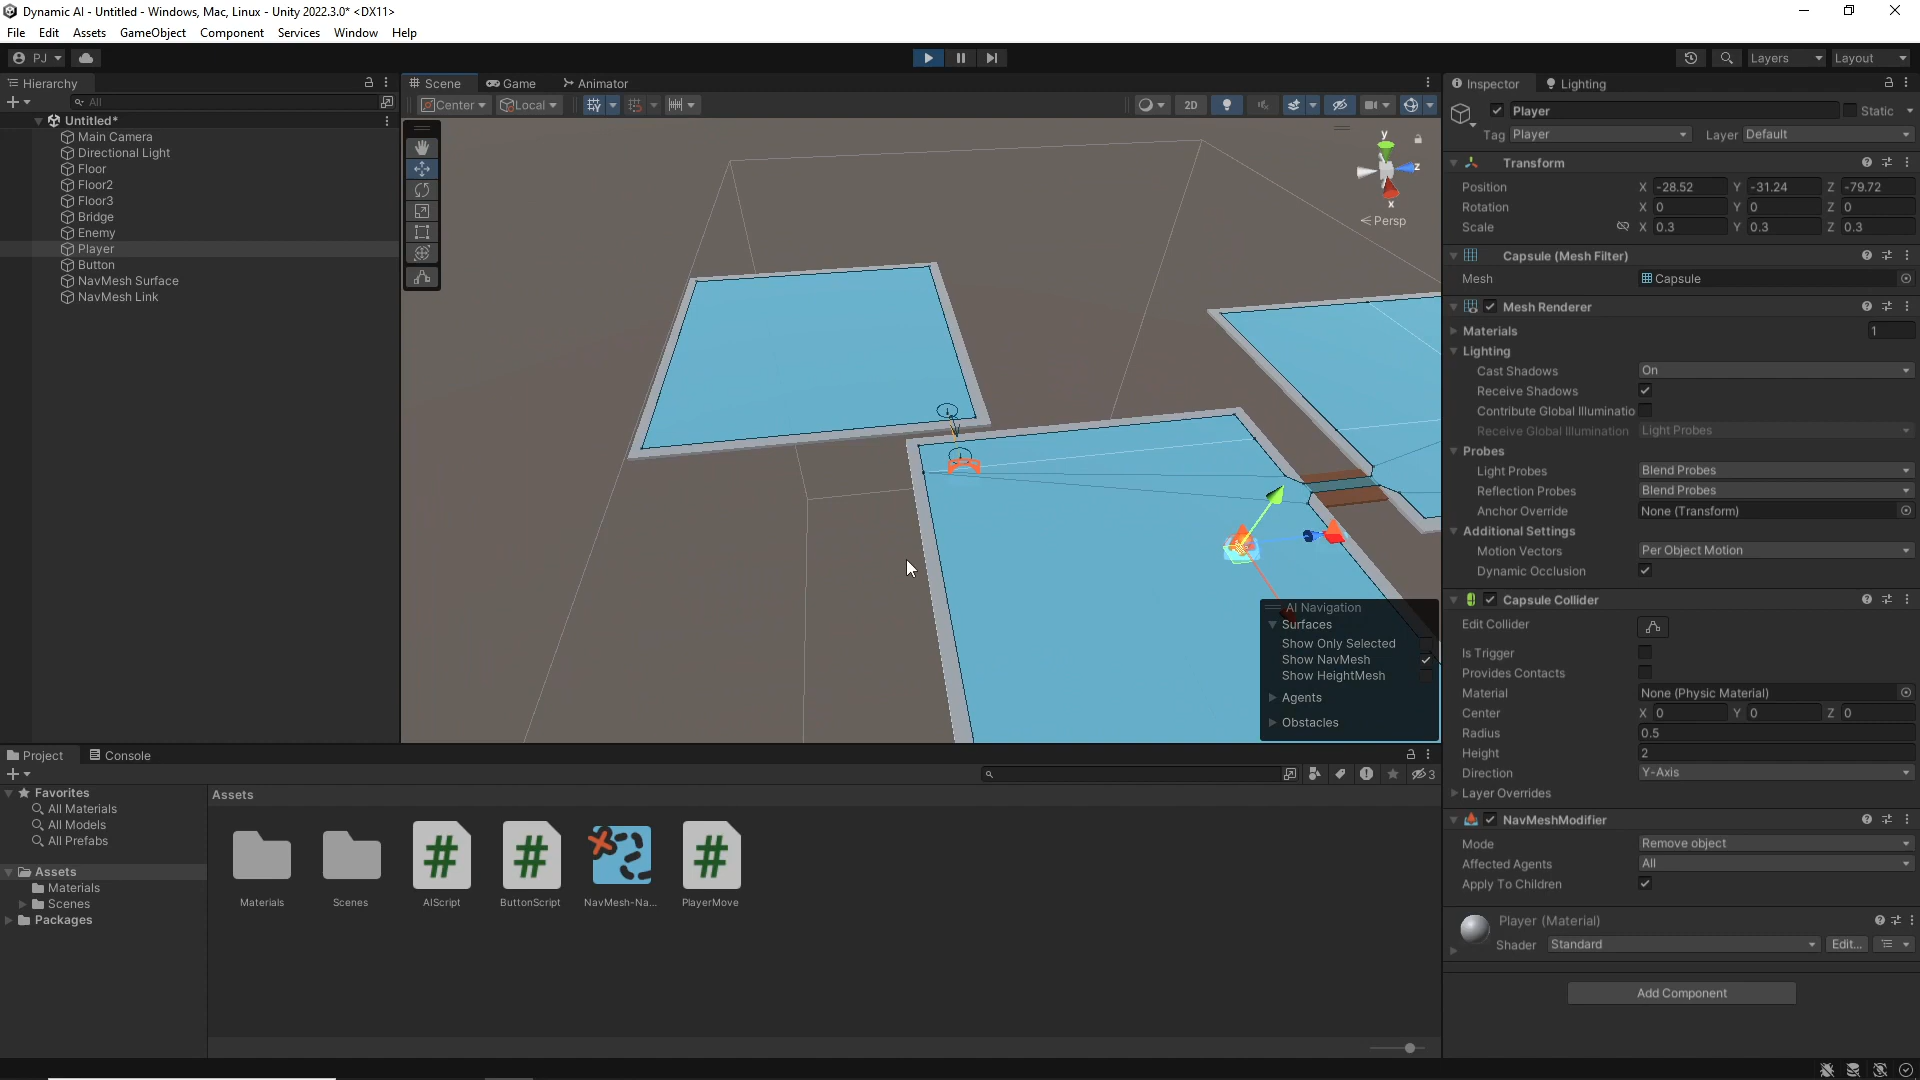 Dynamic AI - Untitled - Windows, Mac, Linux - Unity 2022.3.0* <DX11>
File Edit Assets GameObject Component Services Window Help
PJ
Layers Layout
Hierarchy
Scene Game Animator
Inspector Lighting
All
Center Local
2D
Untitled*
Main Camera
Directional Light
Floor
Floor2
Floor3
Bridge
Enemy
Player
Button
NavMesh Surface
NavMesh Link
y
z
x
Persp
AI Navigation
Surfaces
Show Only Selected
Show NavMesh
Show HeightMesh
Agents
Obstacles
Player Static
Tag Player Layer Default
Transform
Position X -28.52 Y -31.24 Z -79.72
Rotation X 0 Y 0 Z 0
Scale X 0.3 Y 0.3 Z 0.3
Capsule (Mesh Filter)
Mesh Capsule
Mesh Renderer
Materials 1
Lighting
Cast Shadows On
Receive Shadows
Contribute Global Illuminatio
Receive Global Illumination Light Probes
Probes
Light Probes Blend Probes
Reflection Probes Blend Probes
Anchor Override None (Transform)
Additional Settings
Motion Vectors Per Object Motion
Dynamic Occlusion
Capsule Collider
Edit Collider
Is Trigger
Provides Contacts
Material None (Physic Material)
Center X 0 Y 0 Z 0
Radius 0.5
Height 2
Direction Y-Axis
Layer Overrides
NavMeshModifier
Mode Remove object
Affected Agents All
Apply To Children
Player (Material)
Shader Standard Edit...
Add Component
Project Console
3
Favorites
All Materials
All Models
All Prefabs
Assets
Materials
Scenes
Packages
Assets
Materials Scenes AIScript ButtonScript NavMesh-Na... PlayerMove